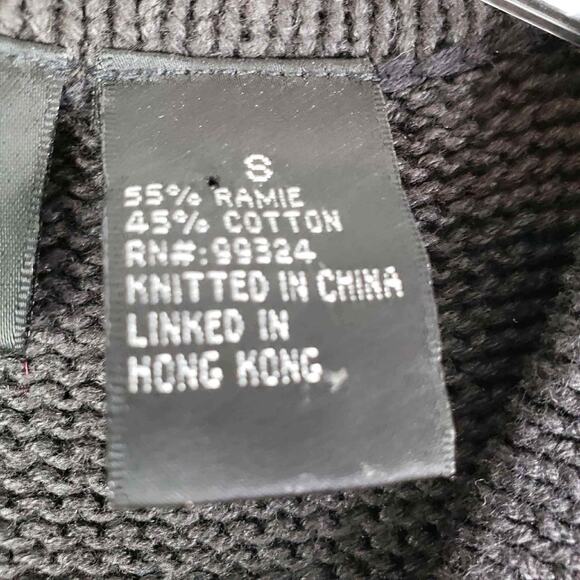 S
55% RAMIE
45% COTTON
RN#:99324
KNITTED IN CHINA
LINKED IN
HONG KONG